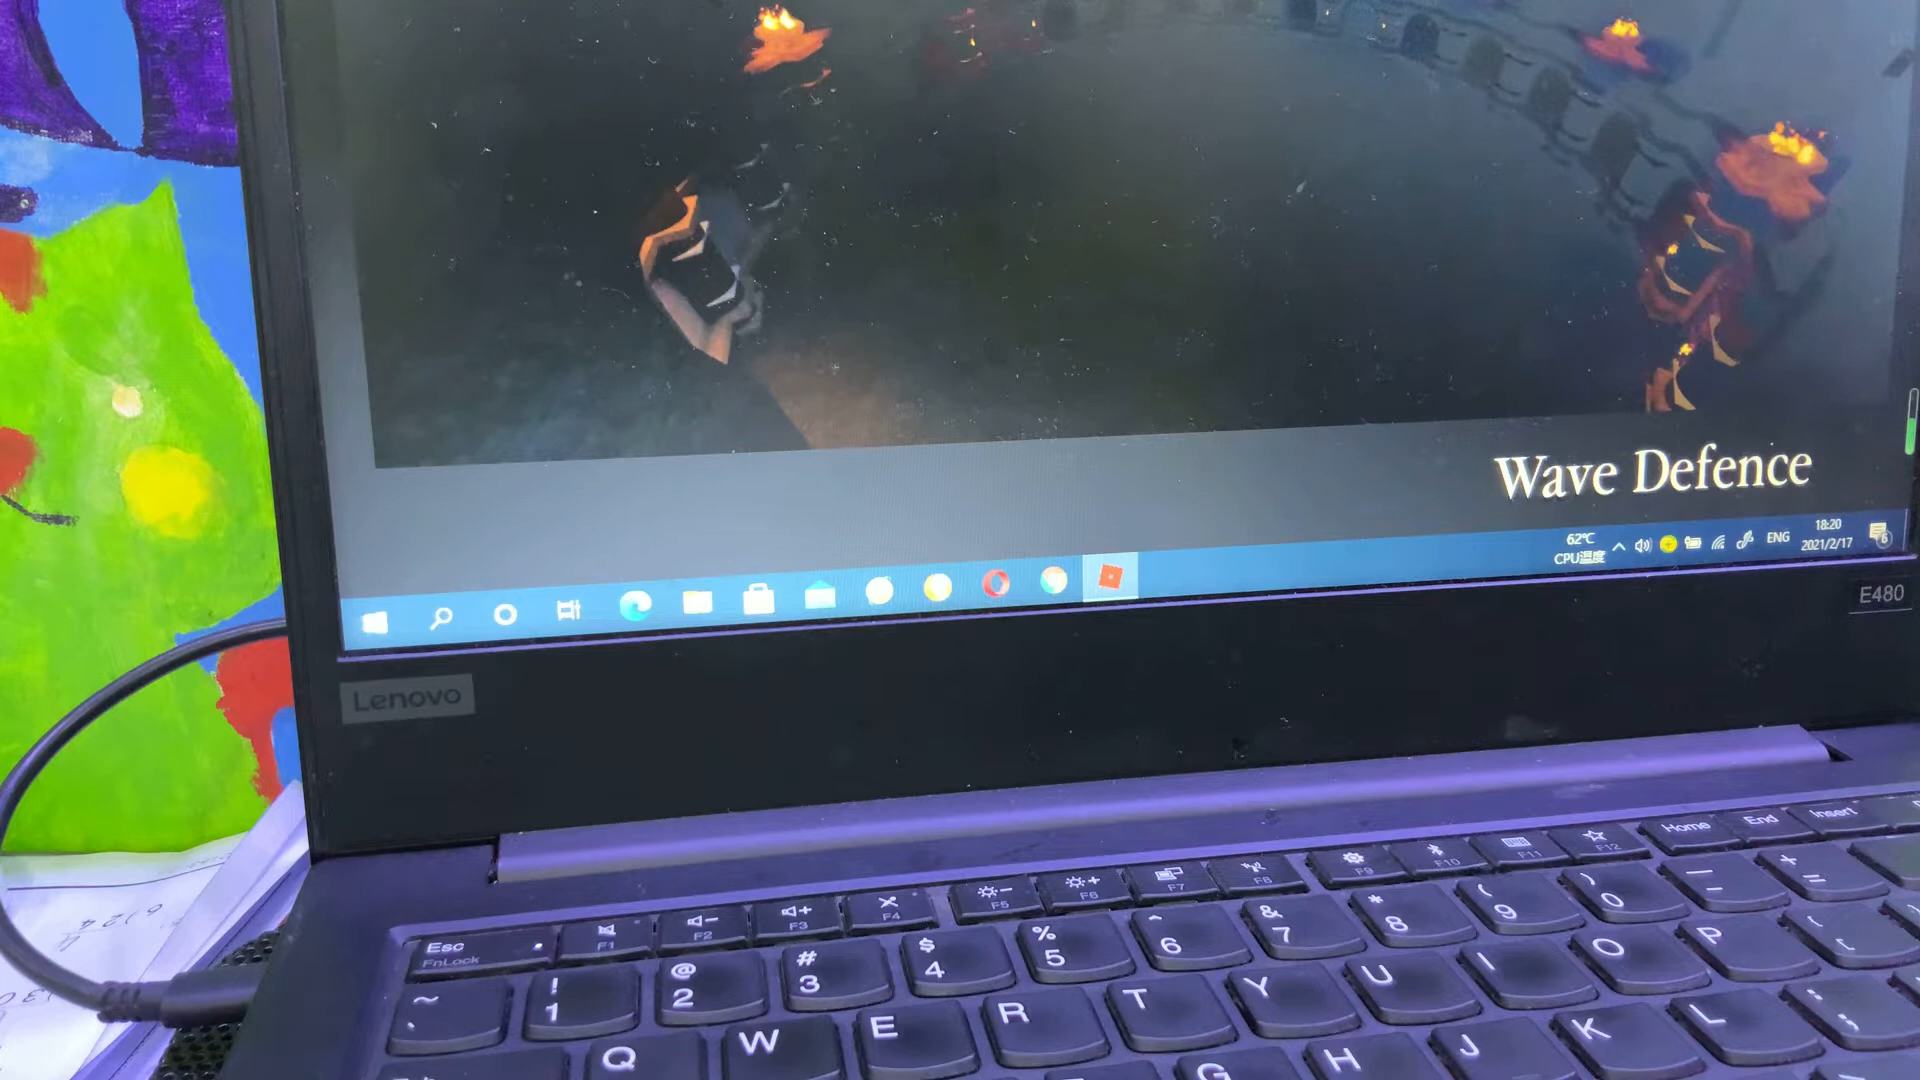 Wave Defence
62℃
CPU温度
ENG
18:20
2021/2/17
6
E480
Lenovo
Home End Insert
Esc
FnLock
F1 F2 F3 F4 F5 F6 F7 F8 F9 F10 F11 F12
~ ! @ # $ % ^ & * ( ) _ +
1 2 3 4 5 6 7 8 9 0 - =
Q W E R T Y U I O P
G H J K L